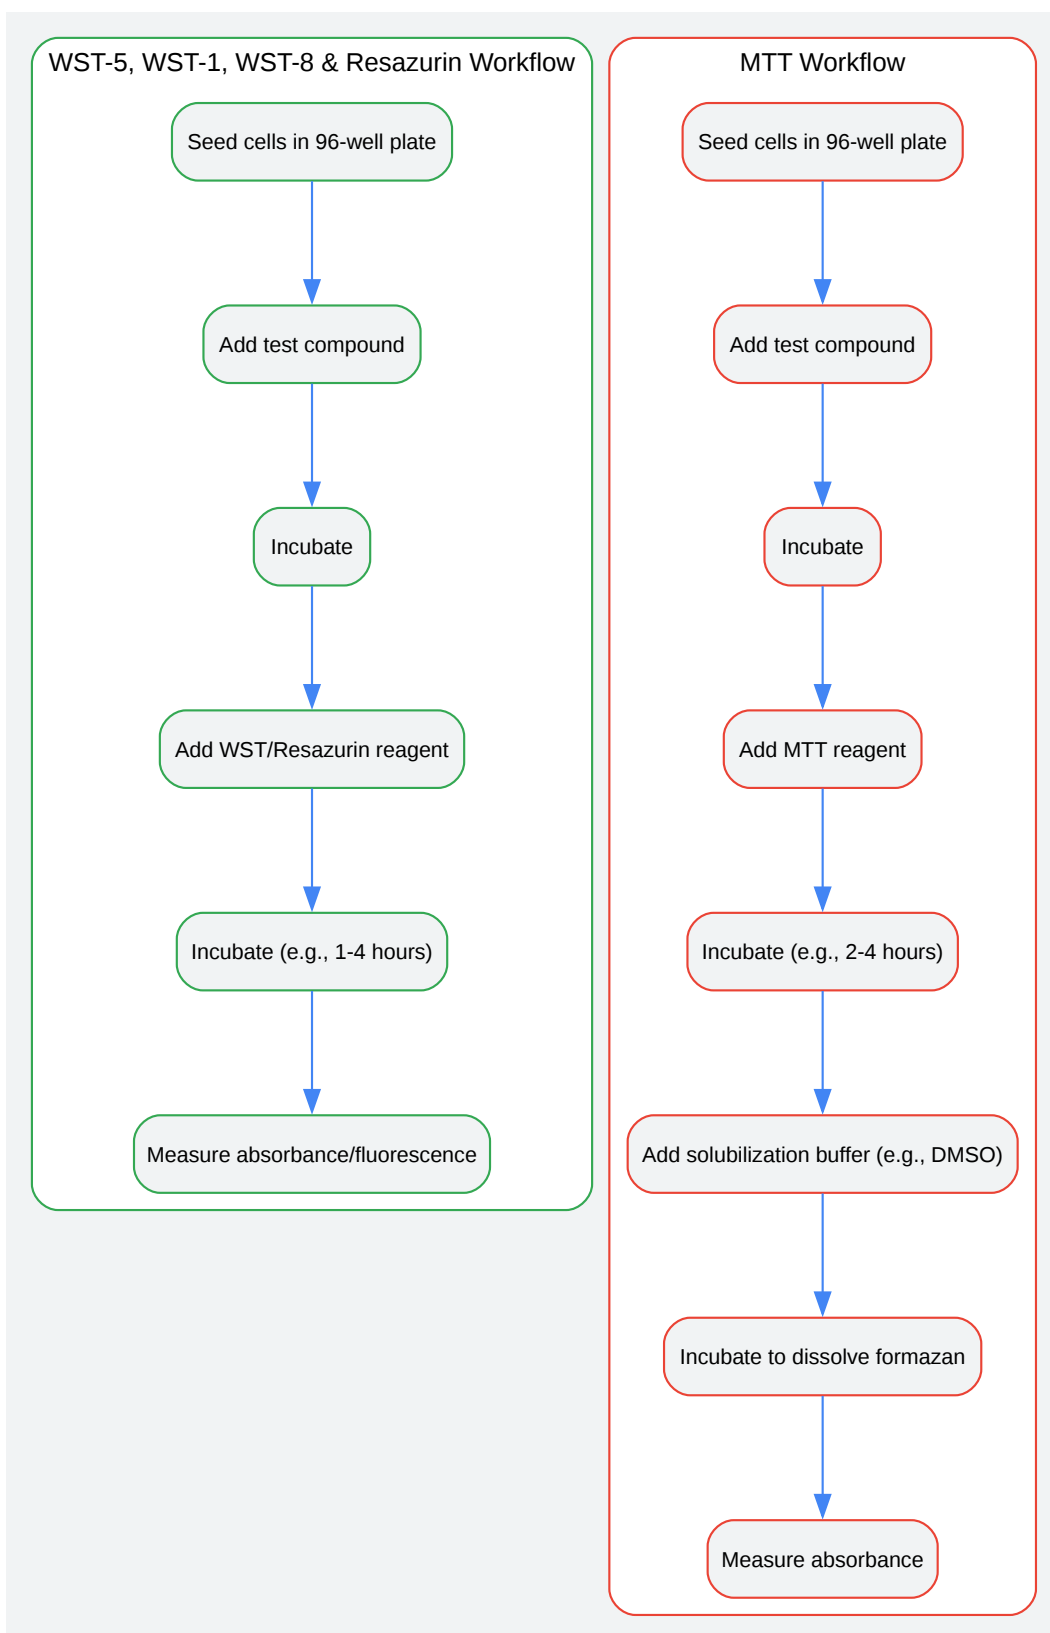 WST-5, WST-1, WST-8 & Resazurin Workflow
Seed cells in 96-well plate
Add test compound
Incubate
Add WST/Resazurin reagent
Incubate (e.g., 1-4 hours)
Measure absorbance/fluorescence
MTT Workflow
Seed cells in 96-well plate
Add test compound
Incubate
Add MTT reagent
Incubate (e.g., 2-4 hours)
Add solubilization buffer (e.g., DMSO)
Incubate to dissolve formazan
Measure absorbance